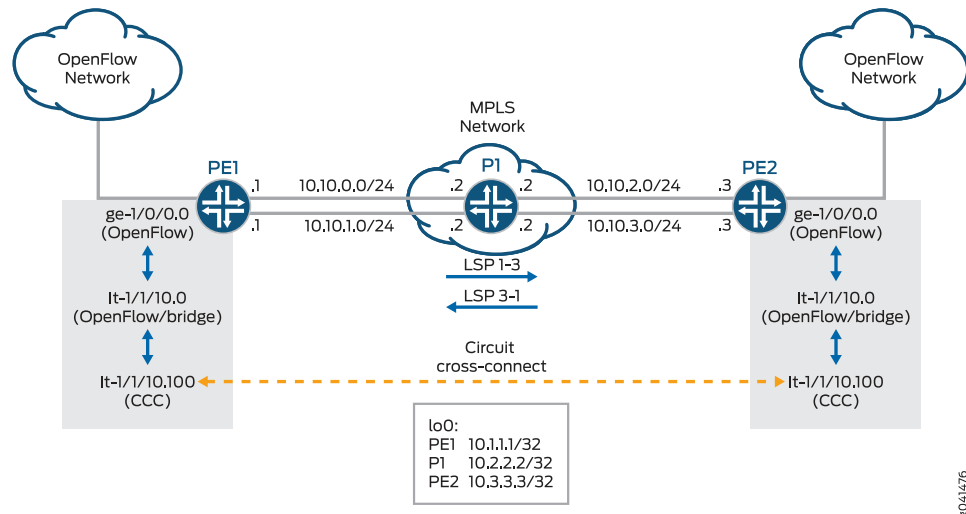 OpenFlow
Network
OpenFlow
Network
MPLS
Network
PE1
P1
PE2
.1
10.10.0.0/24
.2
.2
10.10.2.0/24
.3
.1
10.10.1.0/24
.2
.2
10.10.3.0/24
.3
ge-1/0/0.0
(OpenFlow)
lt-1/1/10.0
(OpenFlow/bridge)
lt-1/1/10.100
(CCC)
LSP 1-3
LSP 3-1
Circuit
cross-connect
ge-1/0/0.0
(OpenFlow)
lt-1/1/10.0
(OpenFlow/bridge)
lt-1/1/10.100
(CCC)
lo0:
PE1 10.1.1.1/32
P1 10.2.2.2/32
PE2 10.3.3.3/32
g041476